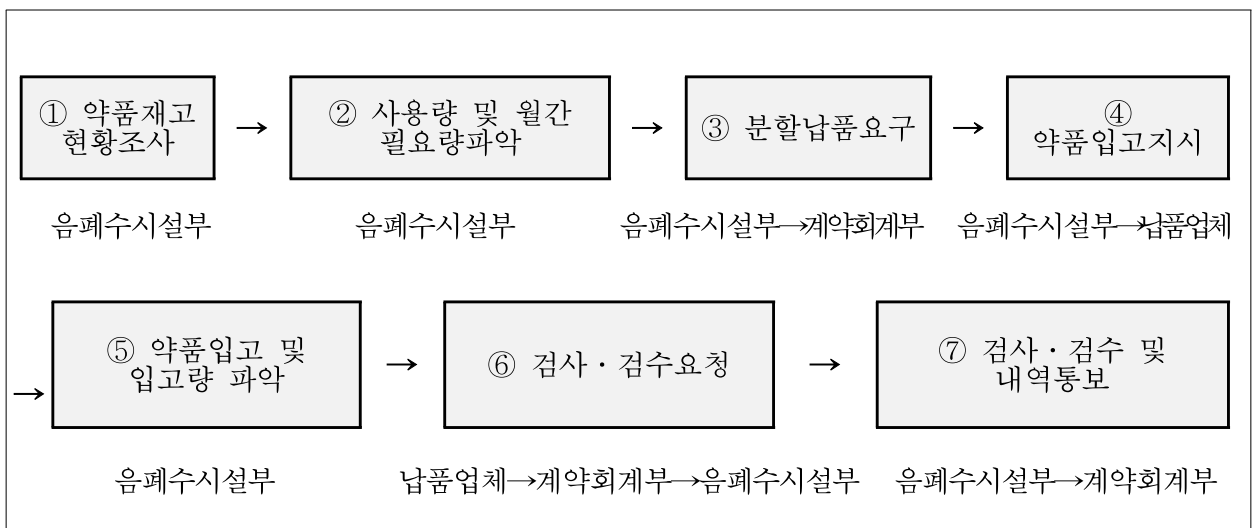 ① 약품재고
현황조사
→
② 사용량 및 월간
필요량파악
→
③ 분할납품요구
→
④
약품입고지시
음폐수시설부
음폐수시설부
음폐수시설부→계약회계부
음폐수시설부→납품업체
→
⑤ 약품입고 및
입고량 파악
→
⑥ 검사·검수요청
→
⑦ 검사·검수 및
내역통보
음폐수시설부
납품업체→계약회계부→음폐수시설부
음폐수시설부→계약회계부